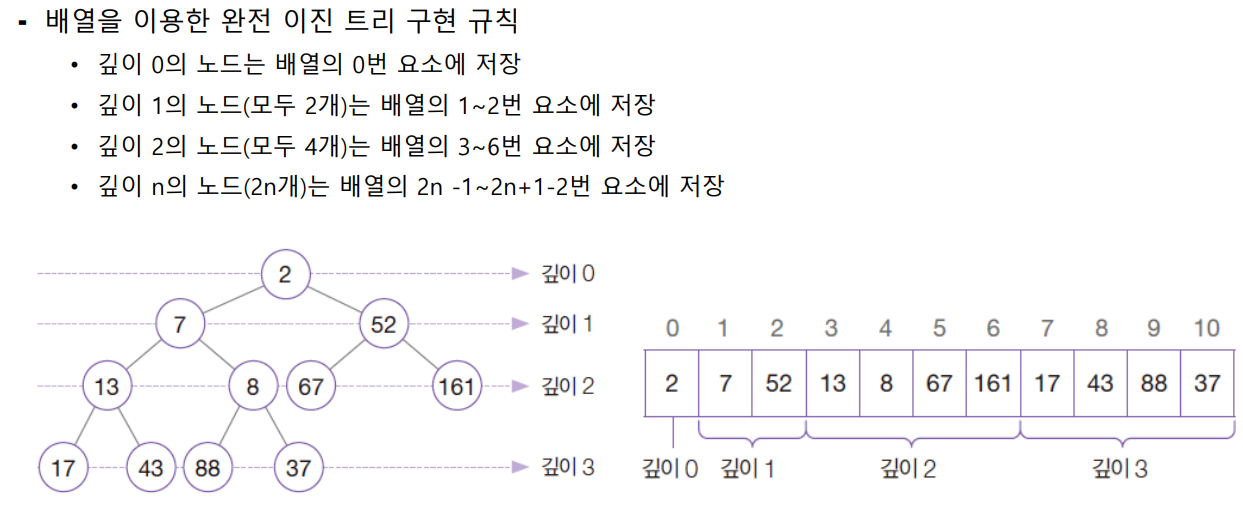 - 배열을 이용한 완전 이진 트리 구현 규칙
• 깊이 0의 노드는 배열의 0번 요소에 저장
• 깊이 1의 노드(모두 2개)는 배열의 1~2번 요소에 저장
• 깊이 2의 노드(모두 4개)는 배열의 3~6번 요소에 저장
• 깊이 n의 노드(2n개)는 배열의 2n -1~2n+1-2번 요소에 저장
2 깊이 0
7 52 깊이 1
13 8 67 161 깊이 2
17 43 88 37 깊이 3
0 1 2 3 4 5 6 7 8 9 10
2 7 52 13 8 67 161 17 43 88 37
깊이 0 깊이 1 깊이 2 깊이 3